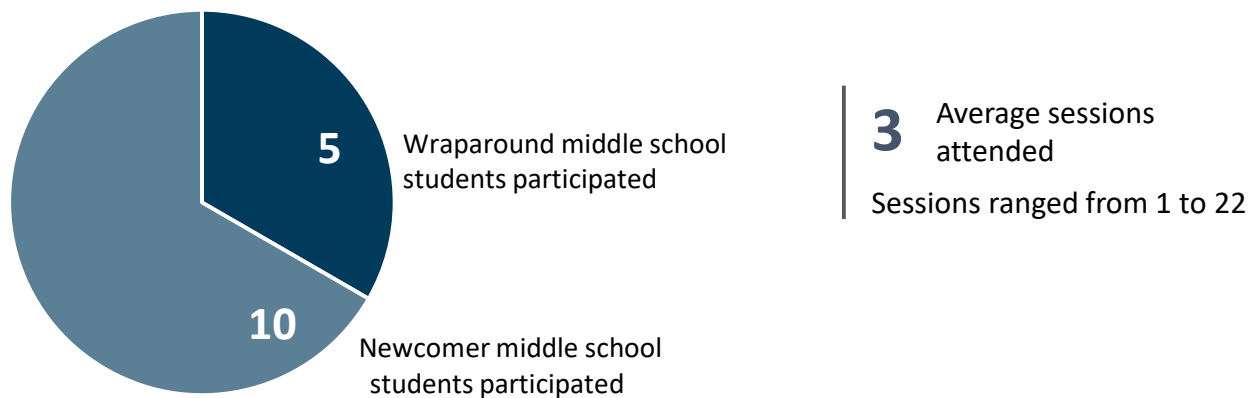 5
Wraparound middle school
students participated
10
Newcomer middle school
students participated
3
Average sessions
attended
Sessions ranged from 1 to 22